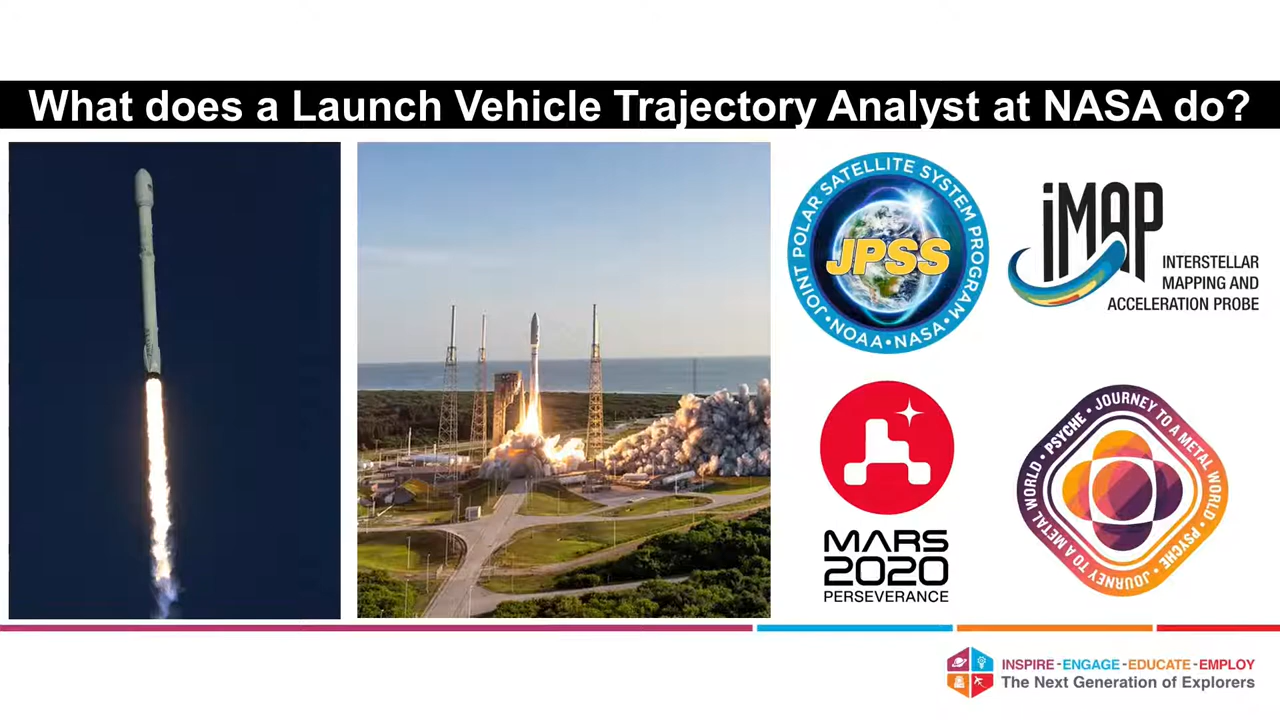 What does a Launch Vehicle Trajectory Analyst at NASA do?
JOINT POLAR SATELLITE SYSTEM PROGRAM
JPSS
• NOAA • NASA •
iMAP
INTERSTELLAR
MAPPING AND
ACCELERATION PROBE
MARS
2020
PERSEVERANCE
PSYCHE • JOURNEY TO A METAL WORLD •
PSYCHE • JOURNEY TO A METAL WORLD •
INSPIRE - ENGAGE - EDUCATE - EMPLOY
The Next Generation of Explorers